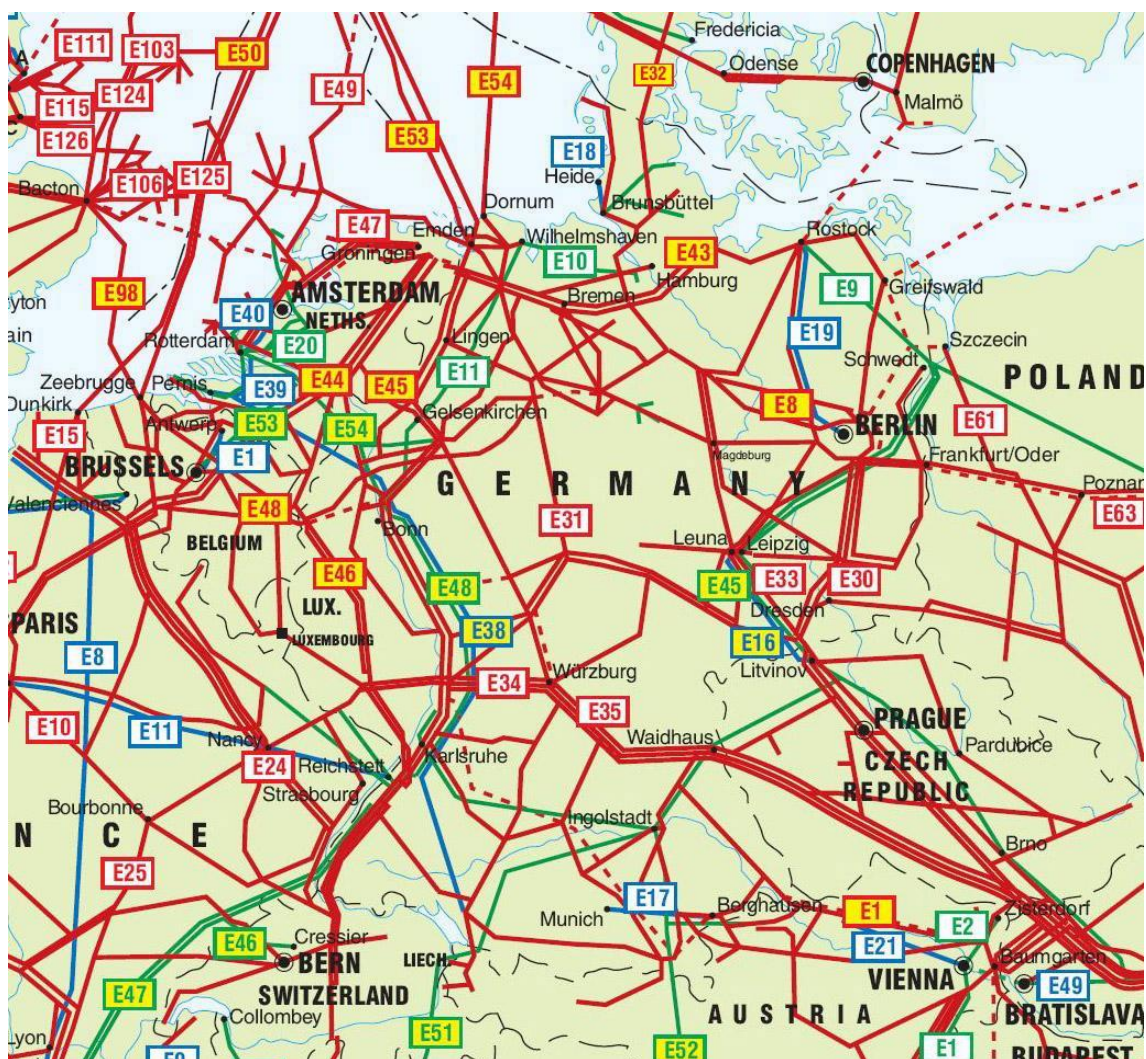 E111
E103
E50
Fredericia
A
E49
E54
E32
Odense
COPENHAGEN
E115
E124
Malmö
C
E126
E53
E18
Bacton
E106
E125
Heide
Brunsbüttel
Dornum
E47
Emden
Wilhelmshaven
Rostock
Groningen
E10
E43
Hamburg
E9
Greifswald
E98
AMSTERDAM
Bremen
E40
NETHS.
E19
Rotterdam
E20
Lingen
Szczecin
Schwedt
Zeebrugge
Pernis
E39
E44
E45
E11
POLAND
Dunkirk
Antwerp
E53
E54
Gelsenkirchen
E8
BERLIN
E61
E15
E1
BRUSSELS
Magdeburg
Frankfurt/Oder
Valenciennes
GERMANY
Poznan
E48
E31
E63
BELGIUM
Bonn
Leuna
Leipzig
E46
E48
E45
E33
E30
LUX.
Dresden
PARIS
E38
LUXEMBOURG
E16
E8
Litvinov
Würzburg
E34
E10
E11
E35
PRAGUE
Nancy
Karlsruhe
Waidhaus
CZECH
Pardubice
E24
Reichstett
REPUBLIC
Strasbourg
Bourbonne
Ingolstadt
NCE
Brno
E25
E17
E1
Munich
Berghausen
Zisterdorf
E46
Cressier
E21
E2
BERN
LIECH.
Baumgarten
VIENNA
E47
SWITZERLAND
E49
Collombey
AUSTRIA
BRATISLAVA
Lyon
E51
E52
E1
BUDAPEST